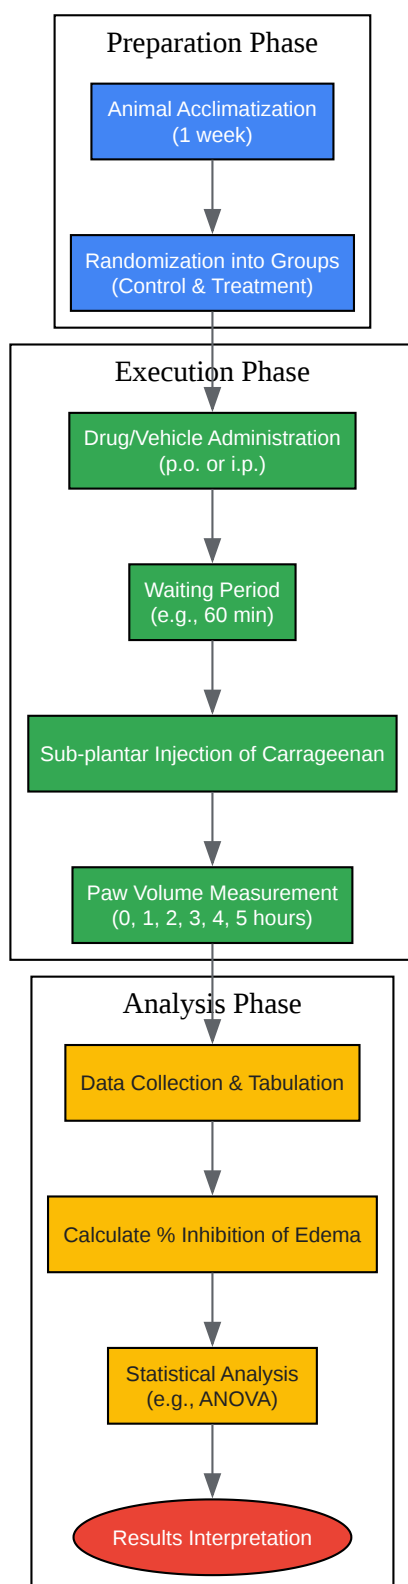 Preparation Phase
Animal Acclimatization
(1 week)
Randomization into Groups
(Control & Treatment)
Execution Phase
Drug/Vehicle Administration
(p.o. or i.p.)
Waiting Period
(e.g., 60 min)
Sub-plantar Injection of Carrageenan
Paw Volume Measurement
(0, 1, 2, 3, 4, 5 hours)
Analysis Phase
Data Collection & Tabulation
Calculate % Inhibition of Edema
Statistical Analysis
(e.g., ANOVA)
Results Interpretation